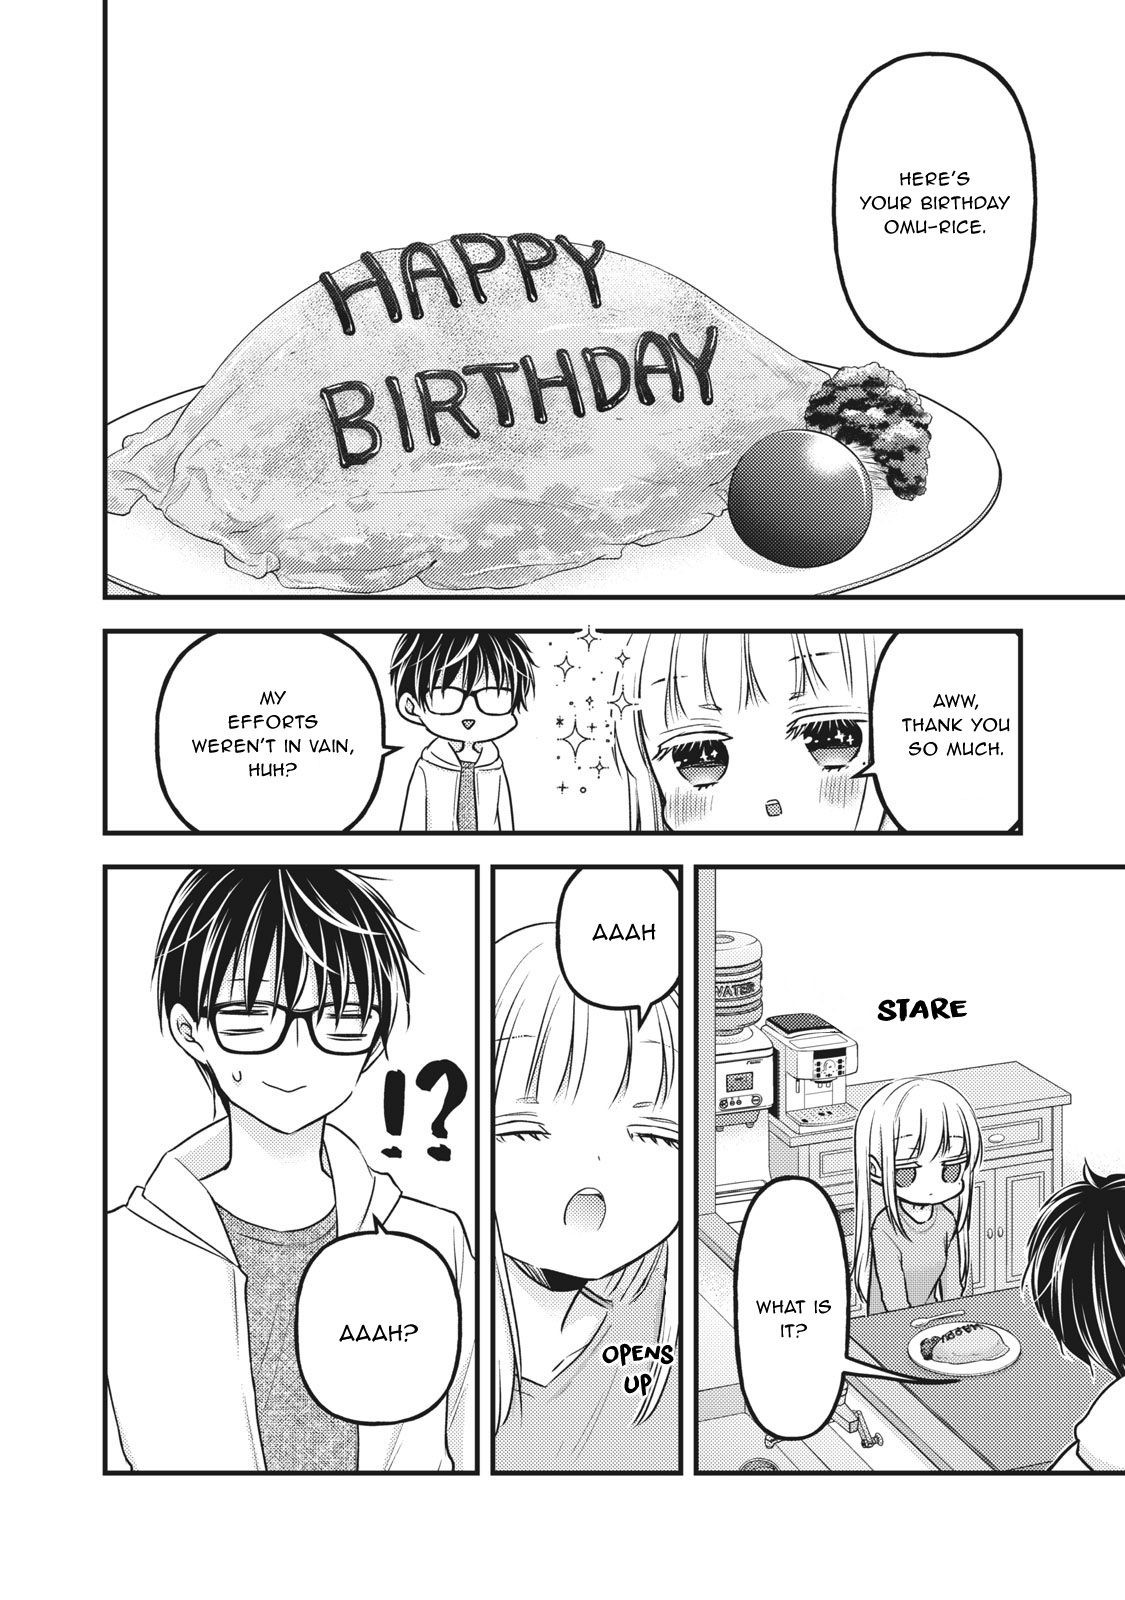 HERE'S
YOUR BIRTHDAY
OMU-RICE.
HAPPY
BIRTHDAY
AWW,
THANK YOU
SO MUCH.
MY
EFFORTS
WEREN'T IN VAIN,
HUH?
STARE
WATER
WHAT IS
IT?
HAPPY
AAAH
OPENS
UP
!?
AAAH?